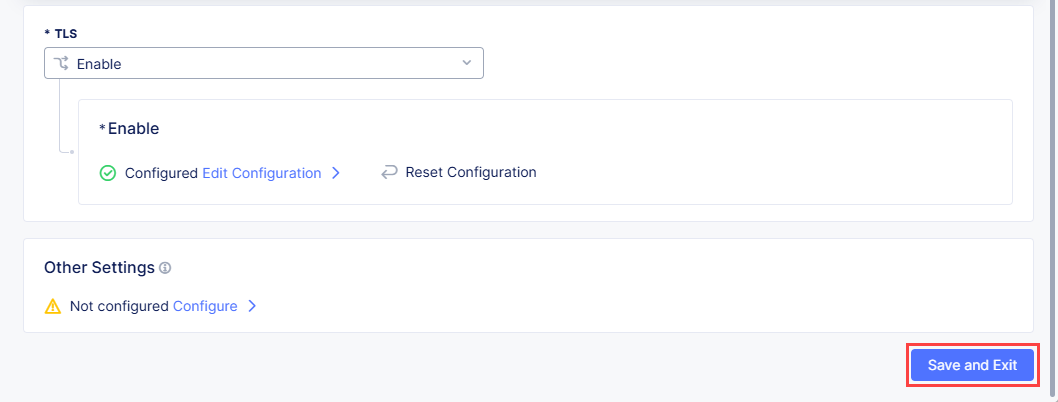 * TLS
Enable
*Enable
Configured Edit Configuration Reset Configuration
Other Settings
Not configured Configure
Save and Exit